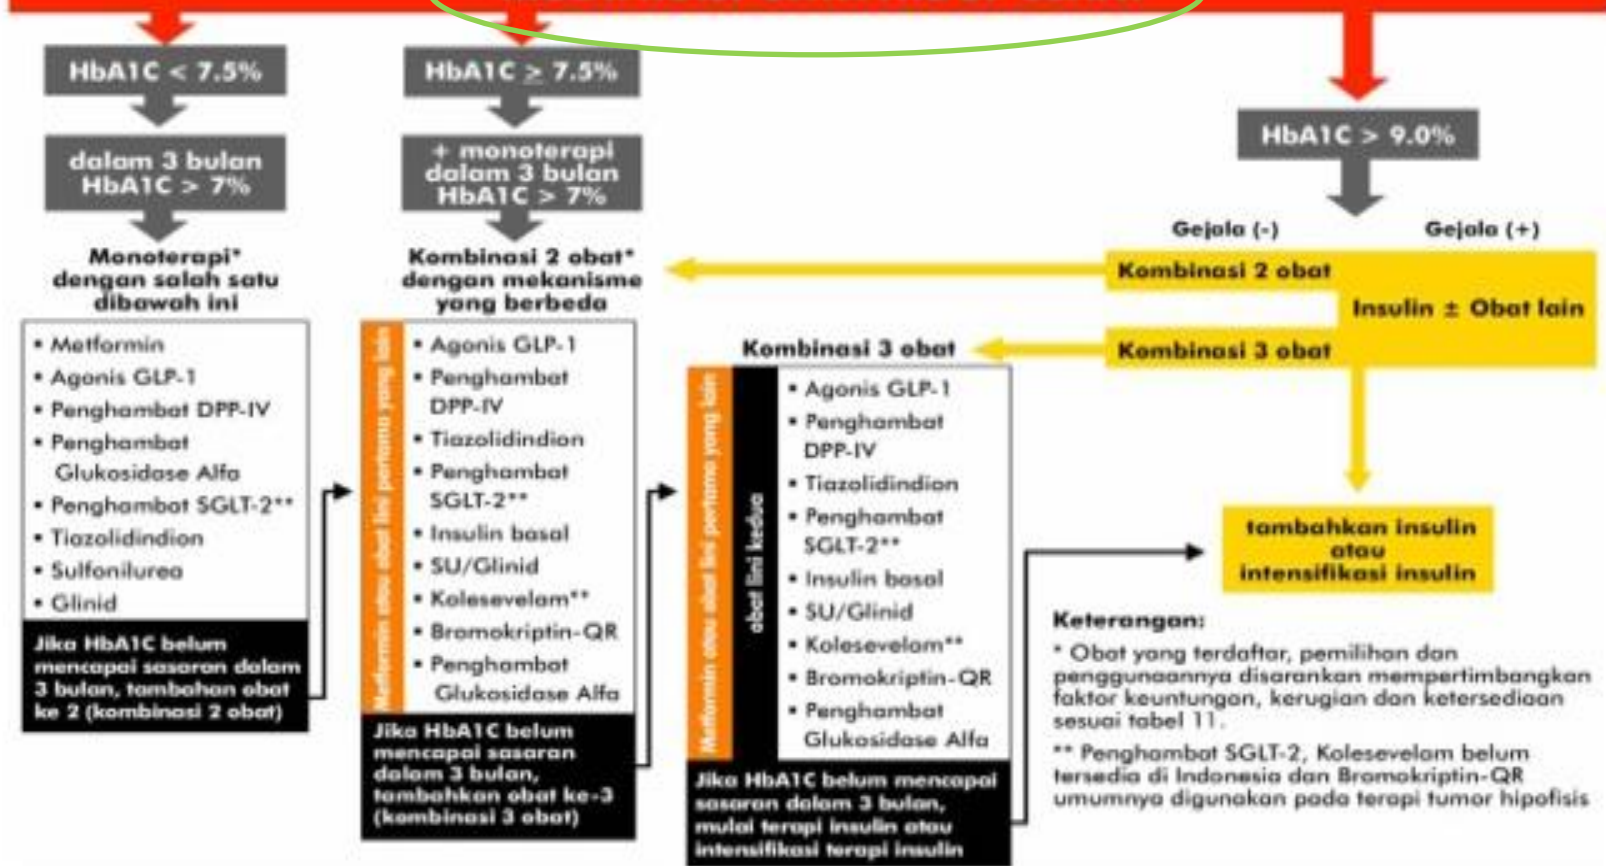 HbA1C < 7.5%
dalam 3 bulan
HbA1C > 7%
Monoterapi*
dengan salah satu
dibawah ini
• Metformin
• Agonis GLP-1
• Penghambat DPP-IV
• Penghambat
Glukosidase Alfa
• Penghambat SGLT-2**
• Tiazolidindion
• Sulfonilurea
• Glinid
Jika HbA1C belum
mencapai sasaran dalam
3 bulan, tambahan obat
ke 2 (kombinasi 2 obat)
HbA1C ≥ 7.5%
+ monoterapi
dalam 3 bulan
HbA1C > 7%
Kombinasi 2 obat*
dengan mekanisme
yang berbeda
Metformin atau obat lini pertama yang lain
• Agonis GLP-1
• Penghambat
DPP-IV
• Tiazolidindion
• Penghambat
SGLT-2**
• Insulin basal
• SU/Glinid
• Kolesevelam**
• Bromokriptin-QR
• Penghambat
Glukosidase Alfa
Jika HbA1C belum
mencapai sasaran
dalam 3 bulan,
tambahkan obat ke-3
(kombinasi 3 obat)
Kombinasi 3 obat
Metformin atau obat lini pertama yang lain
obat lini kedua
• Agonis GLP-1
• Penghambat
DPP-IV
• Tiazolidindion
• Penghambat
SGLT-2**
• Insulin basal
• SU/Glinid
• Kolesevelam**
• Bromokriptin-QR
• Penghambat
Glukosidase Alfa
Jika HbA1C belum mencapai
sasaran dalam 3 bulan,
mulai terapi insulin atau
intensifikasi terapi insulin
HbA1C > 9.0%
Gejala (-)
Gejala (+)
Kombinasi 2 obat
Insulin ± Obat lain
Kombinasi 3 obat
tambahkan insulin
atau
intensifikasi insulin
Keterangan:
* Obat yang terdaftar, pemilihan dan
penggunaannya disarankan mempertimbangkan
faktor keuntungan, kerugian dan ketersediaan
sesuai tabel 11.
** Penghambat SGLT-2, Kolesevelam belum
tersedia di Indonesia dan Bromokriptin-QR
umumnya digunakan pada terapi tumor hipofisis